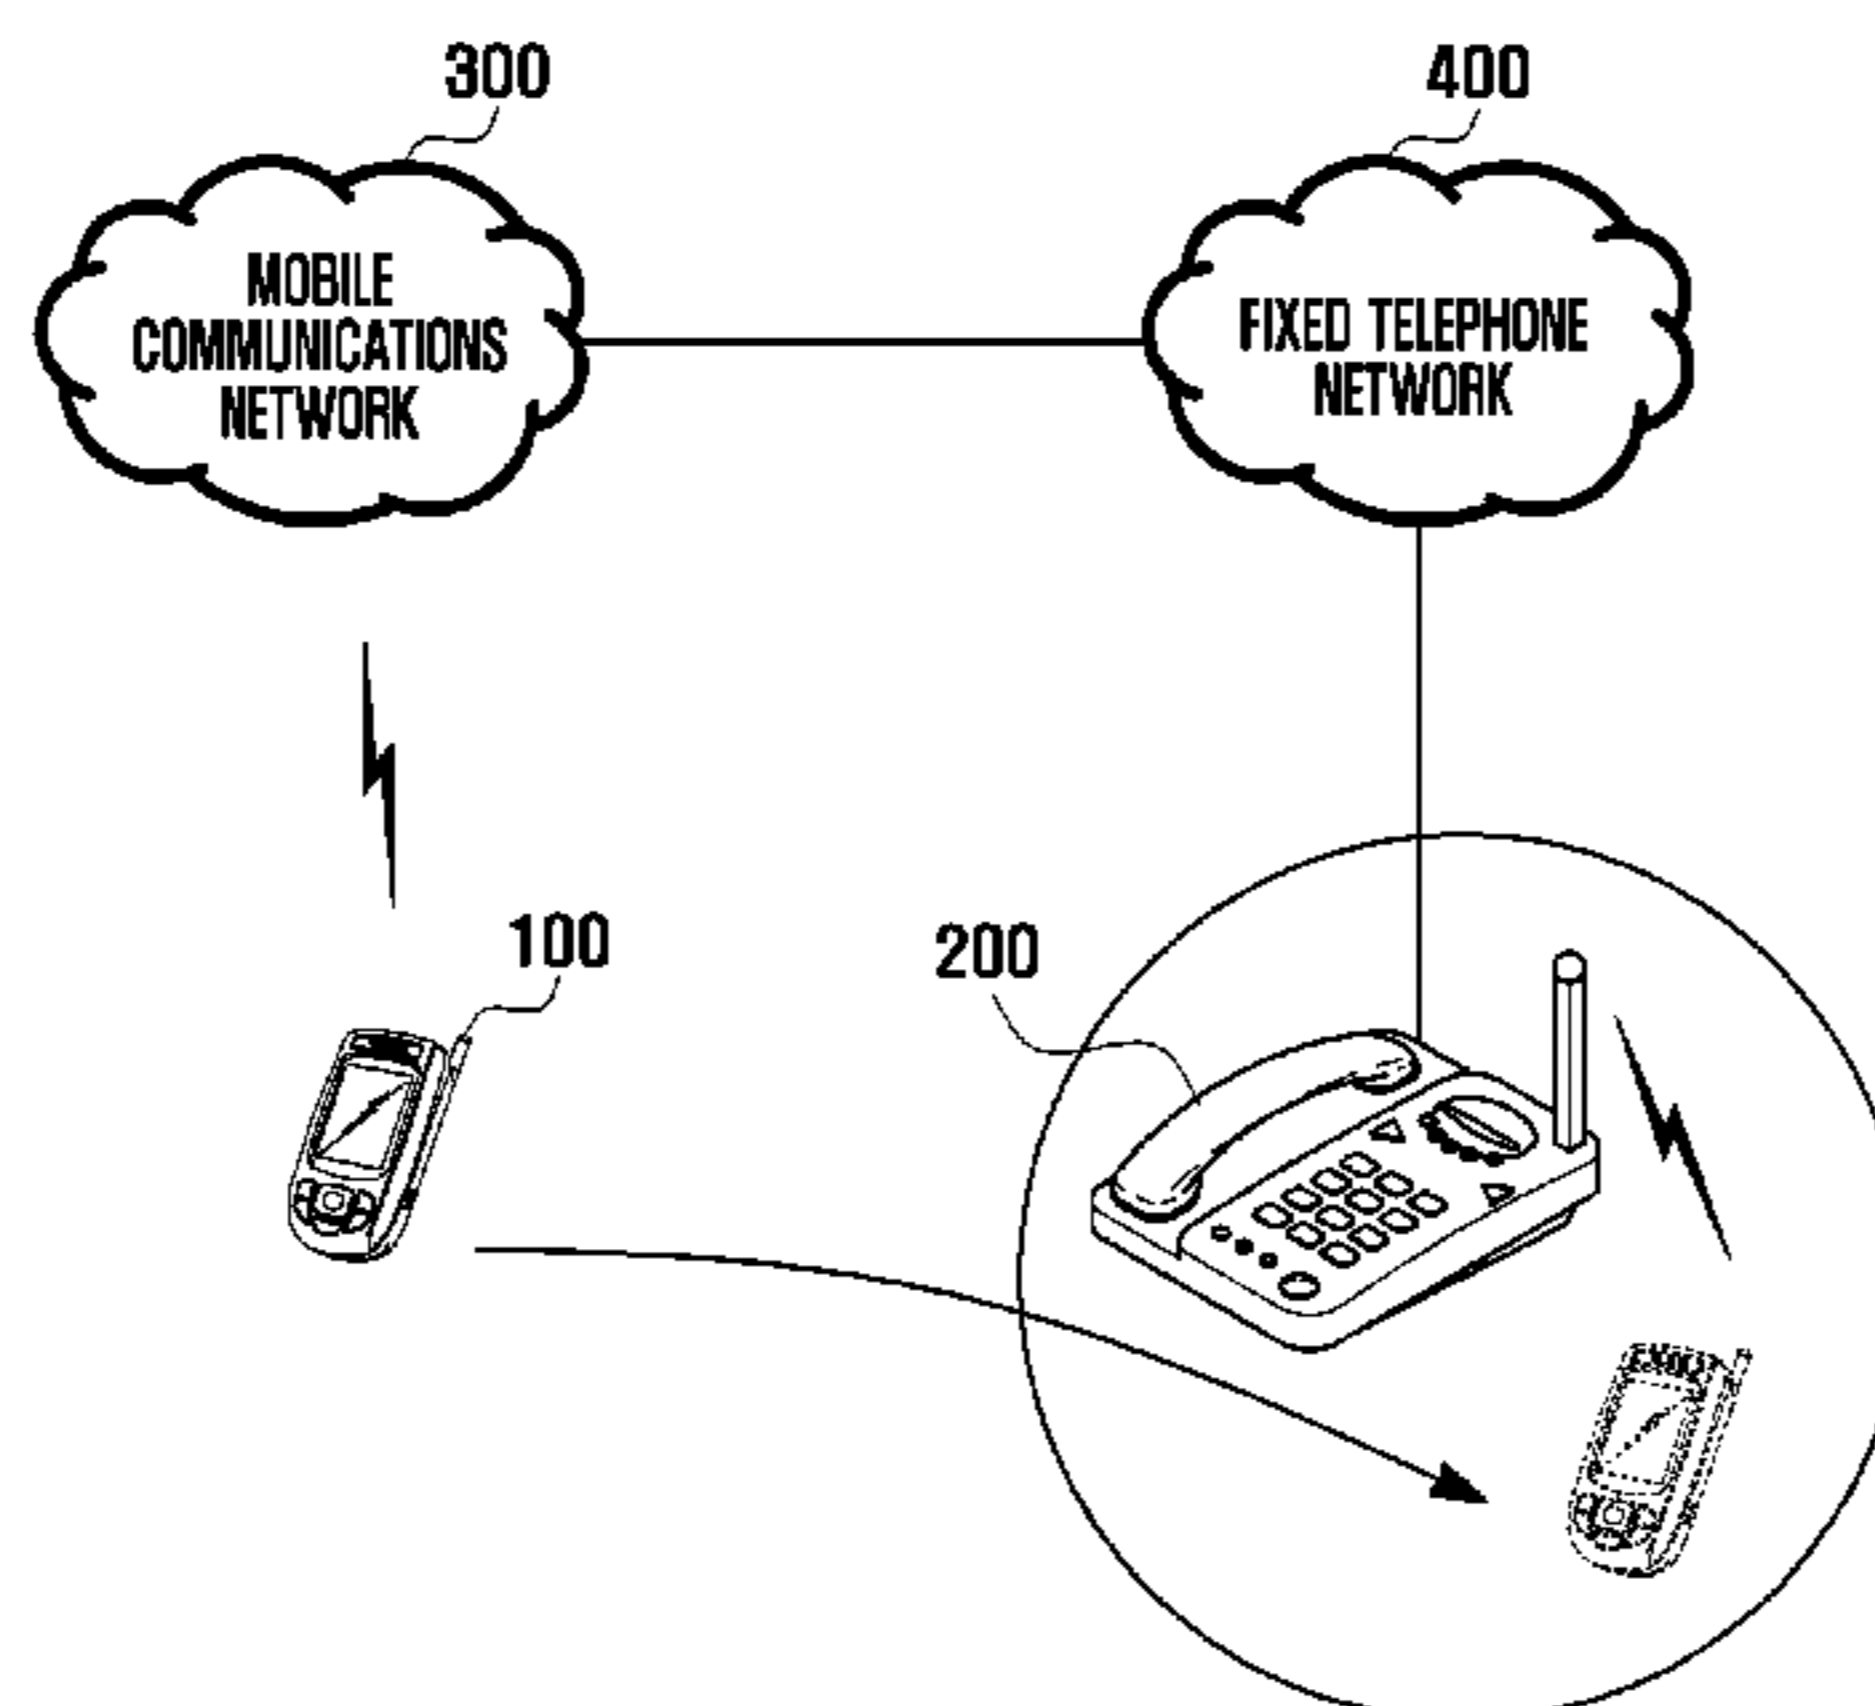 300
400
MOBILE
COMMUNICATIONS
NETWORK
FIXED TELEPHONE
NETWORK
100
200